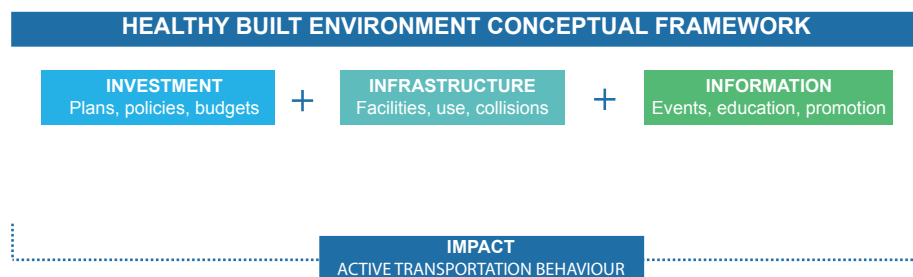 HEALTHY BUILT ENVIRONMENT CONCEPTUAL FRAMEWORK
INVESTMENT
Plans, policies, budgets
+
INFRASTRUCTURE
Facilities, use, collisions
+
INFORMATION
Events, education, promotion
IMPACT
ACTIVE TRANSPORTATION BEHAVIOUR